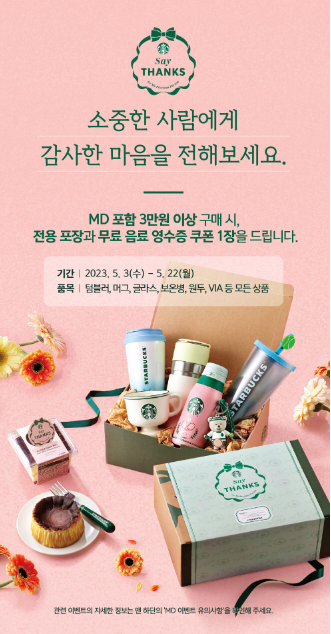 Say
THANKS
소중한 사람에게
감사한 마음을 전해보세요.
MD 포함 3만원 이상 구매 시,
전용 포장과 무료 음료 영수증 쿠폰 1장을 드립니다.
기간 | 2023. 5. 3(수) – 5. 22(월)
품목 | 텀블러, 머그, 글라스, 보온병, 원두, VIA 등 모든 상품
STARBUCKS
STARBUCKS
Say
THANKS
Say
THANKS
관련 이벤트의 자세한 정보는 맨 하단의 'MD 이벤트 유의사항'을 확인해 주세요.